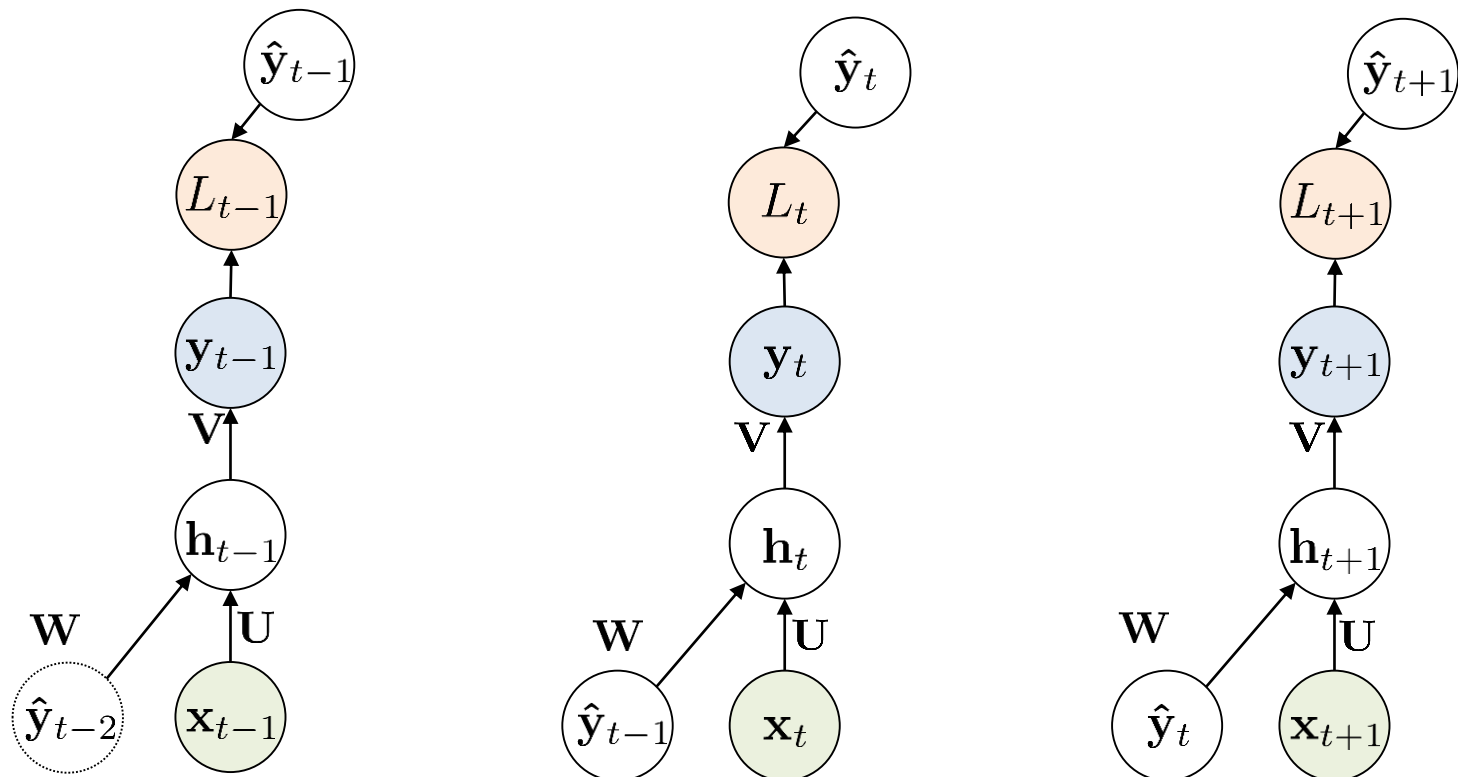 ŷ_{t−1} ŷ_t ŷ_{t+1}
L_{t−1} L_t L_{t+1}
y_{t−1} y_t y_{t+1}
V V V
h_{t−1} h_t h_{t+1}
W U W U W U
ŷ_{t−2} x_{t−1} ŷ_{t−1} x_t ŷ_t x_{t+1}